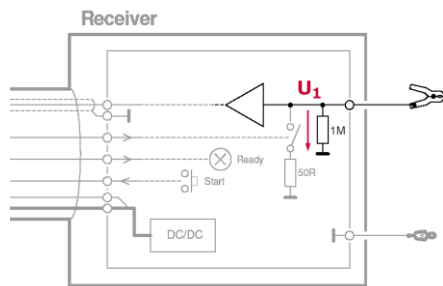 Receiver
U1
1M
Ready
50R
Start
DC/DC